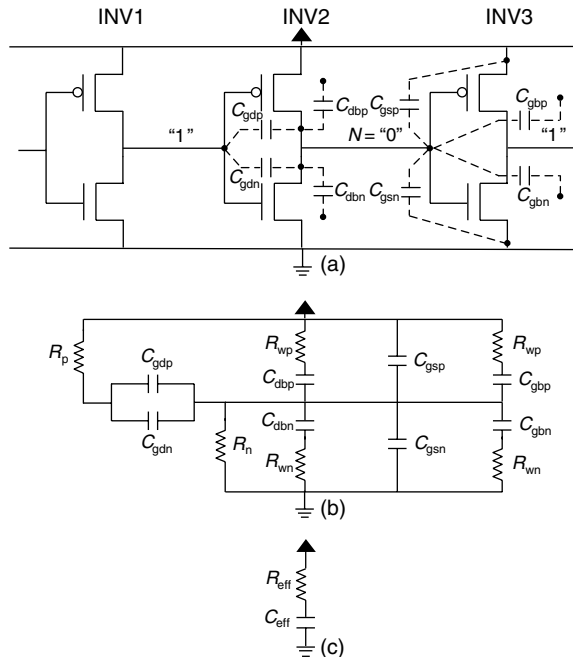 INV1 INV2 INV3
C_gdp C_dbp C_gsp C_gbp
“1” N = “0” “1”
C_gdn C_dbn C_gsn C_gbn
(a)
R_p R_wp R_wp
C_gdp C_dbp C_gsp C_gbp
C_gdn R_n C_dbn C_gsn C_gbn
R_wn R_wn
(b)
R_eff
C_eff
(c)